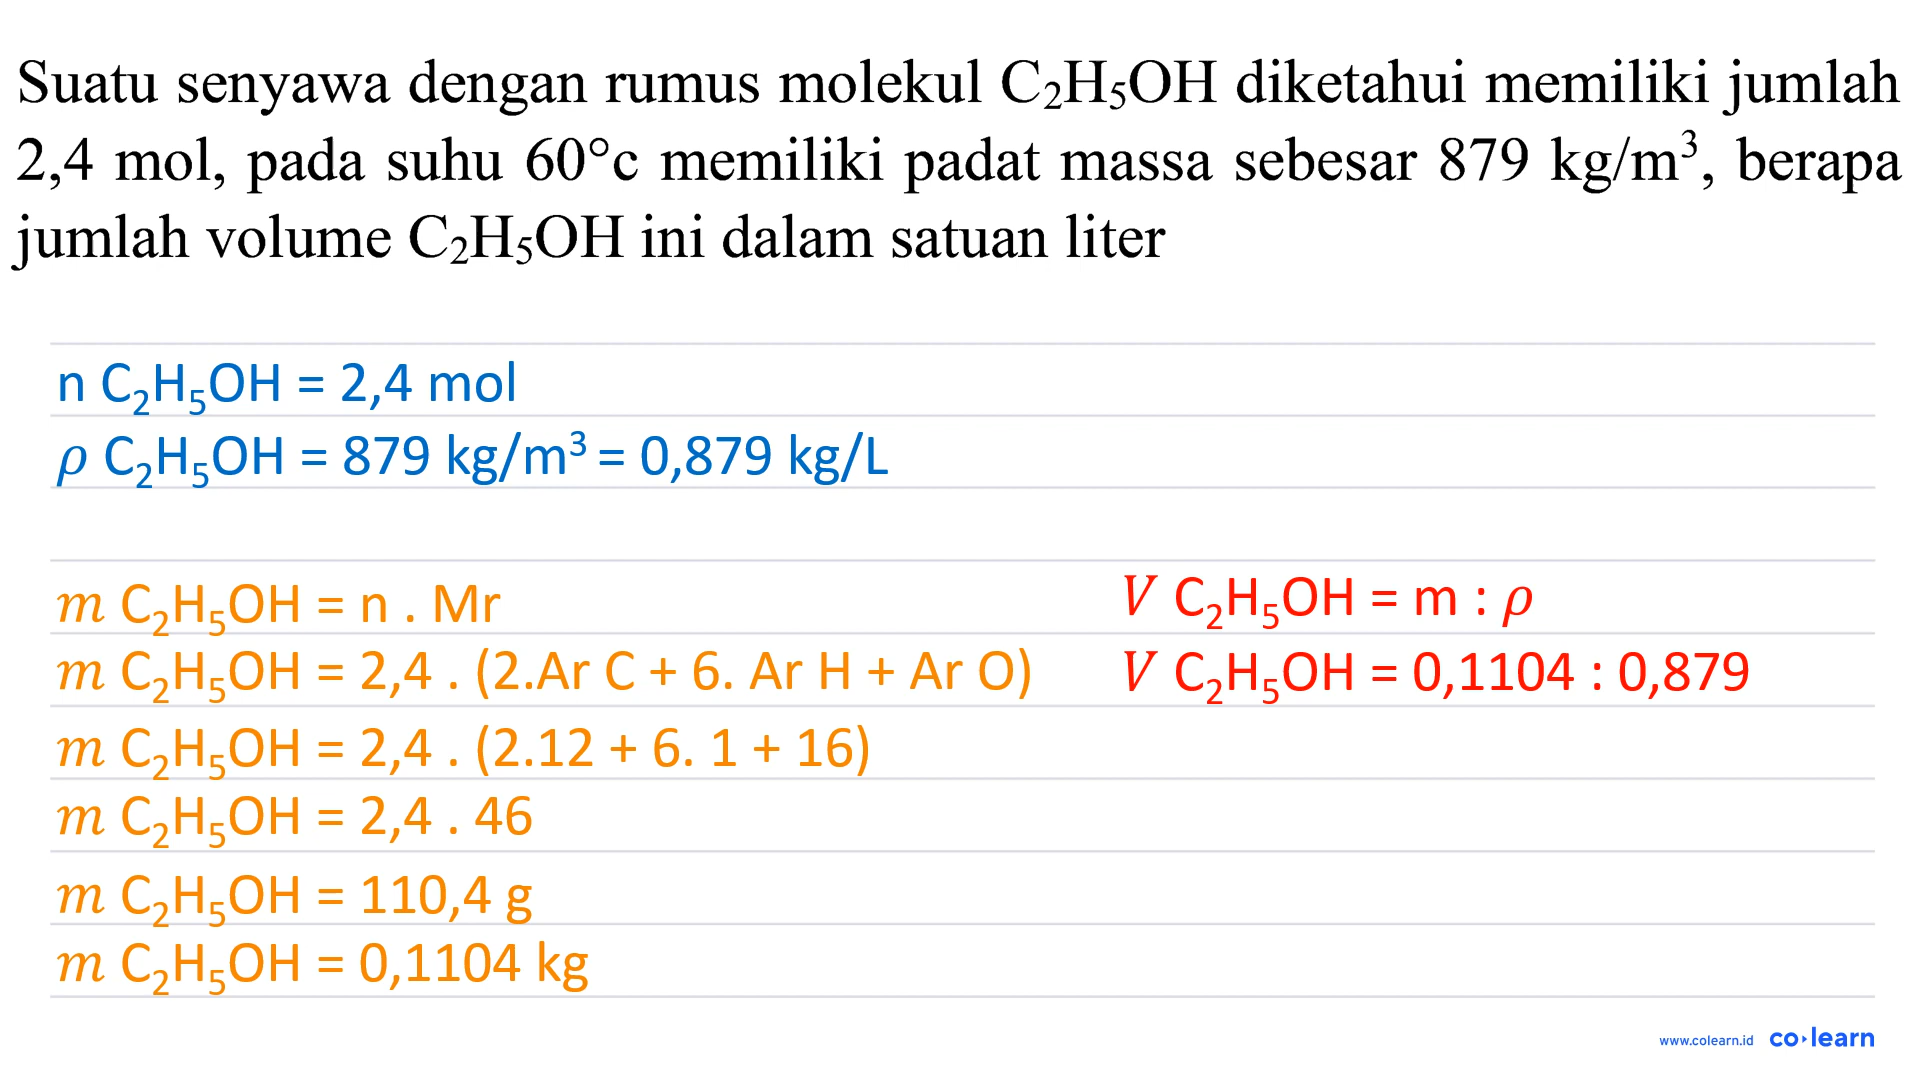 Suatu senyawa dengan rumus molekul C₂H₅OH diketahui memiliki jumlah
2,4 mol, pada suhu 60°c memiliki padat massa sebesar 879 kg/m³, berapa
jumlah volume C₂H₅OH ini dalam satuan liter
n C₂H₅OH = 2,4 mol
ρ C₂H₅OH = 879 kg/m³ = 0,879 kg/L
m C₂H₅OH = n . Mr
m C₂H₅OH = 2,4 . (2.Ar C + 6. Ar H + Ar O)
m C₂H₅OH = 2,4 . (2.12 + 6. 1 + 16)
m C₂H₅OH = 2,4 . 46
m C₂H₅OH = 110,4 g
m C₂H₅OH = 0,1104 kg
V C₂H₅OH = m : ρ
V C₂H₅OH = 0,1104 : 0,879
www.colearn.id co·learn